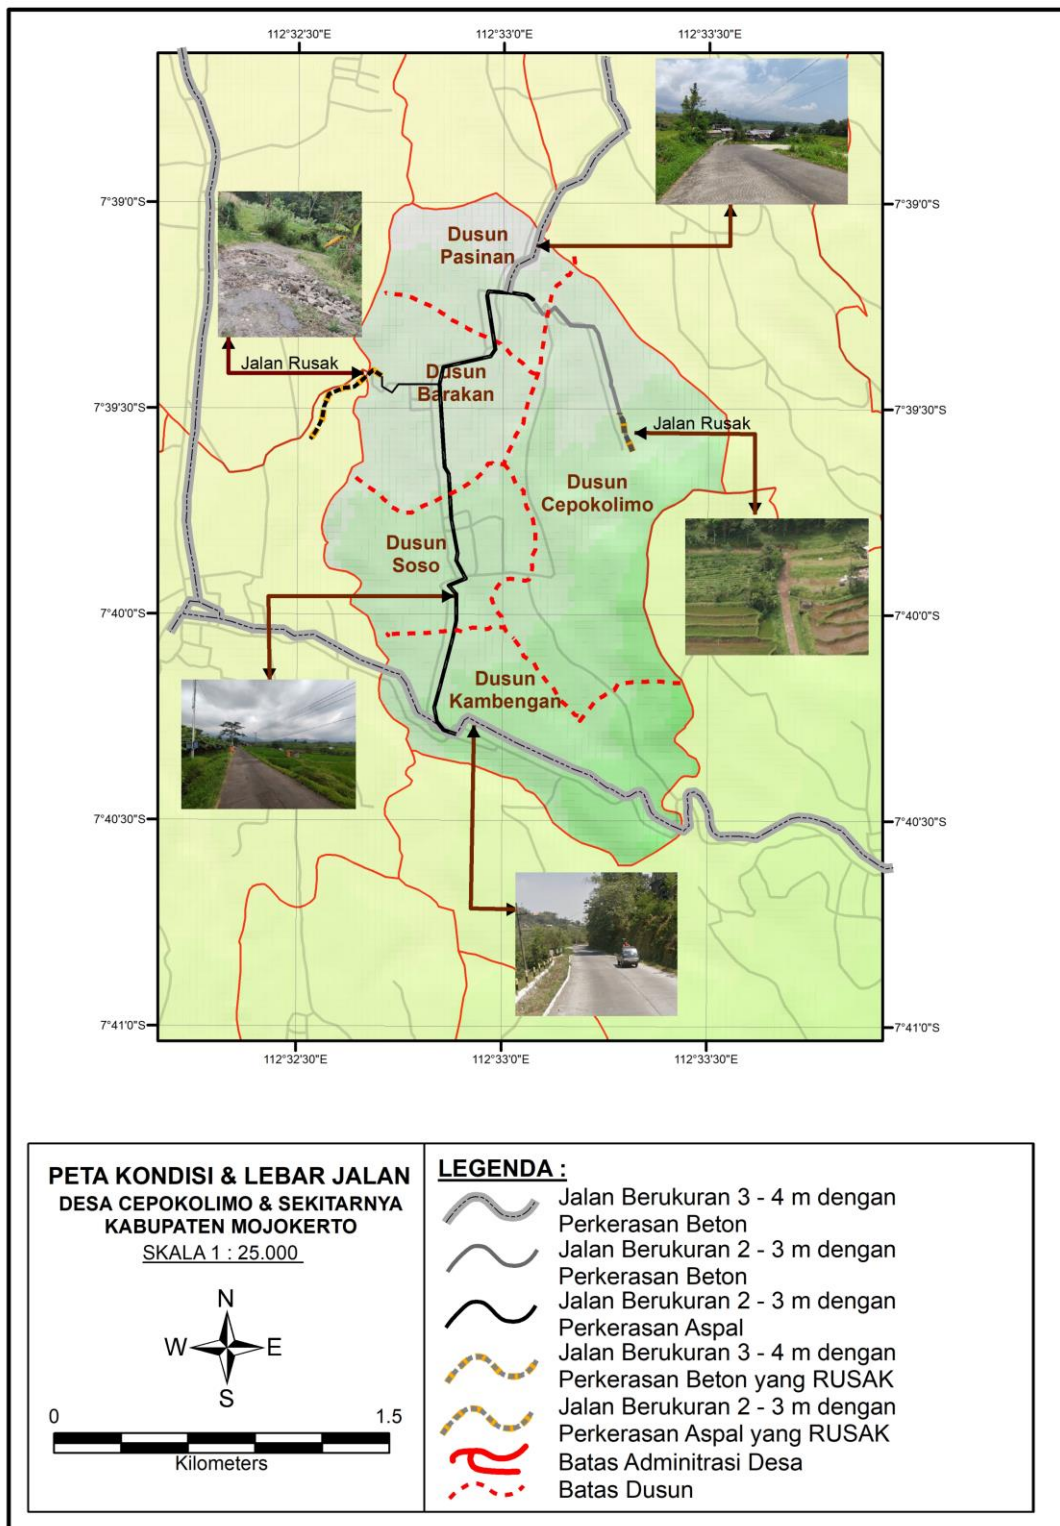 112°32'30"E
112°33'0"E
112°33'30"E
7°39'0"S
7°39'0"S
Dusun
Pasinan
Jalan Rusak
Dusun
Barakan
7°39'30"S
7°39'30"S
Jalan Rusak
Dusun
Cepokolimo
Dusun
Soso
7°40'0"S
7°40'0"S
Dusun
Kambengan
7°40'30"S
7°40'30"S
7°41'0"S
7°41'0"S
112°32'30"E
112°33'0"E
112°33'30"E
PETA KONDISI & LEBAR JALAN
DESA CEPOKOLIMO & SEKITARNYA
KABUPATEN MOJOKERTO
SKALA 1 : 25.000
N
W
E
S
0
1.5
Kilometers
LEGENDA :
Jalan Berukuran 3 - 4 m dengan
Perkerasan Beton
Jalan Berukuran 2 - 3 m dengan
Perkerasan Beton
Jalan Berukuran 2 - 3 m dengan
Perkerasan Aspal
Jalan Berukuran 3 - 4 m dengan
Perkerasan Beton yang RUSAK
Jalan Berukuran 2 - 3 m dengan
Perkerasan Aspal yang RUSAK
Batas Adminitrasi Desa
Batas Dusun